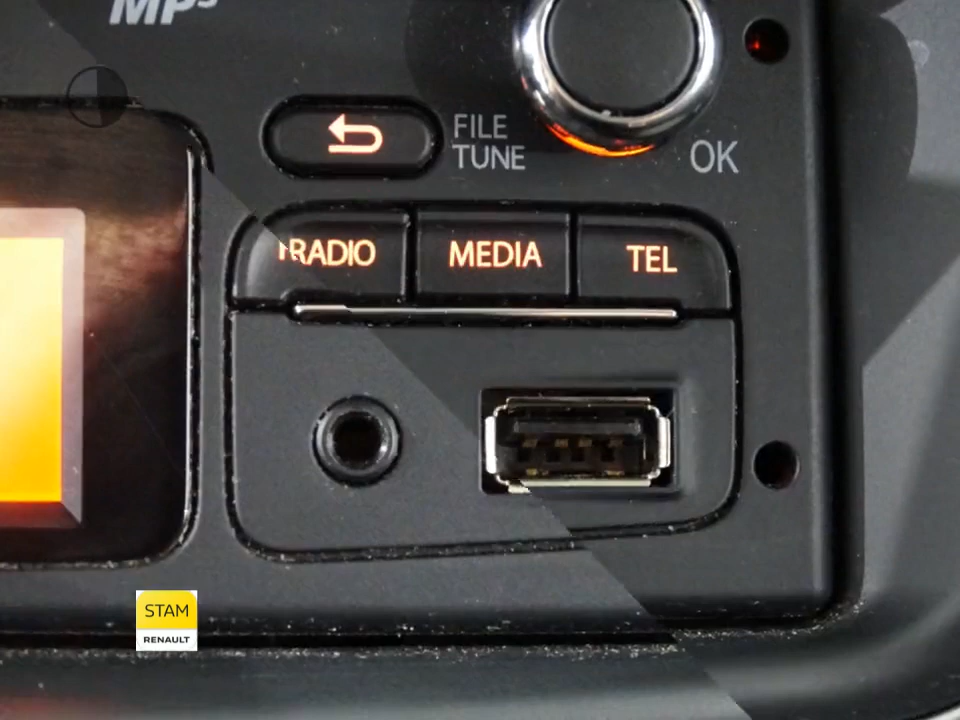 MP3
FILE
TUNE
OK
RADIO
MEDIA
TEL
STAM
RENAULT